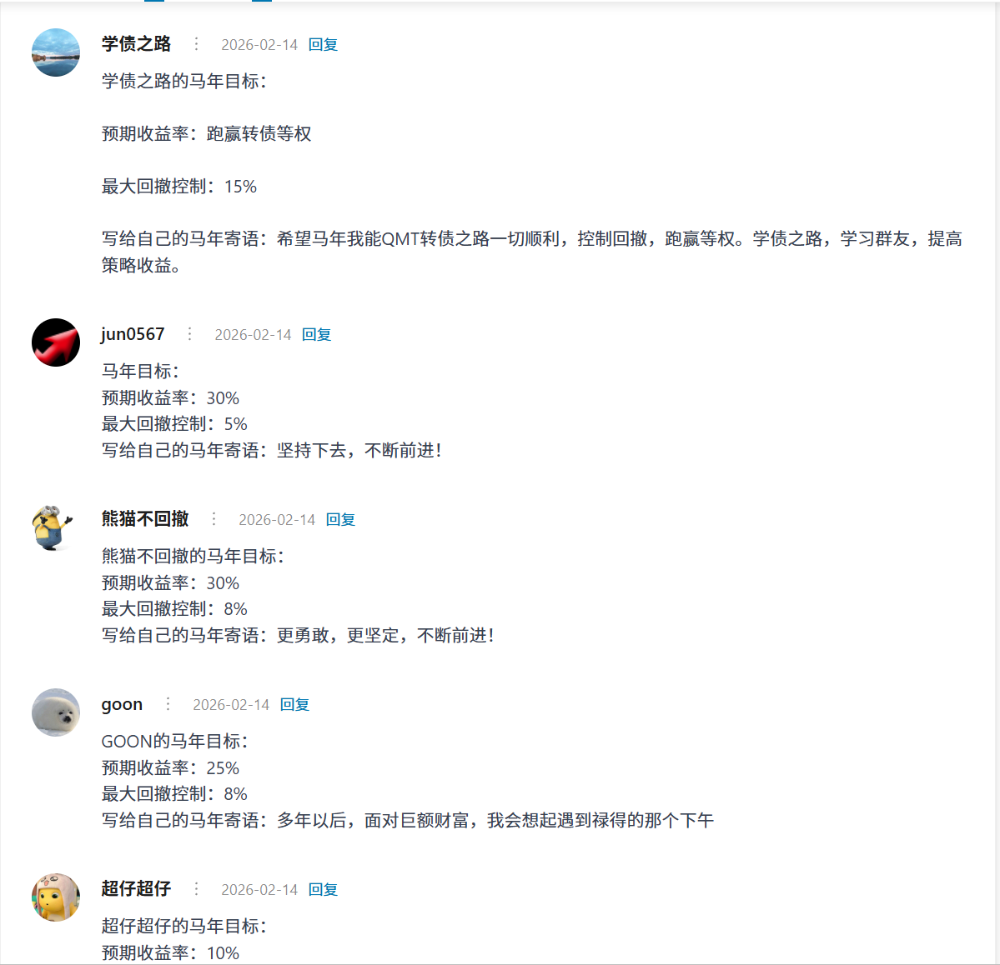 学债之路 ⋮ 2026-02-14 回复
学债之路的马年目标：
预期收益率：跑赢转债等权
最大回撤控制：15%
写给自己的马年寄语：希望马年我能QMT转债之路一切顺利，控制回撤，跑赢等权。学债之路，学习群友，提高
策略收益。
jun0567 ⋮ 2026-02-14 回复
马年目标：
预期收益率：30%
最大回撤控制：5%
写给自己的马年寄语：坚持下去，不断前进！
熊猫不回撤 ⋮ 2026-02-14 回复
熊猫不回撤的马年目标：
预期收益率：30%
最大回撤控制：8%
写给自己的马年寄语：更勇敢，更坚定，不断前进！
goon ⋮ 2026-02-14 回复
GOON的马年目标：
预期收益率：25%
最大回撤控制：8%
写给自己的马年寄语：多年以后，面对巨额财富，我会想起遇到禄得的那个下午
超仔超仔 ⋮ 2026-02-14 回复
超仔超仔的马年目标：
预期收益率：10%